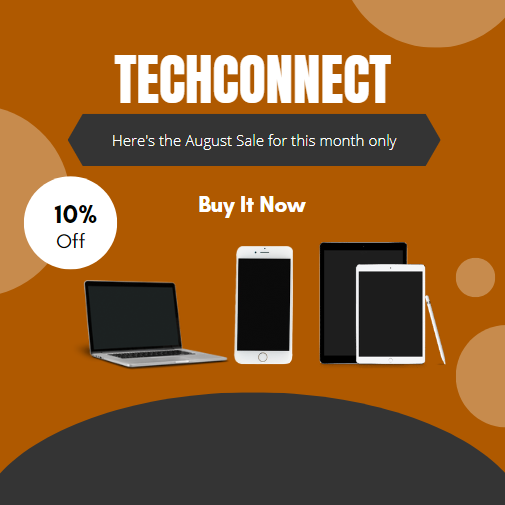 TECHCONNECT
Here's the August Sale for this month only
Buy It Now
10%
Off